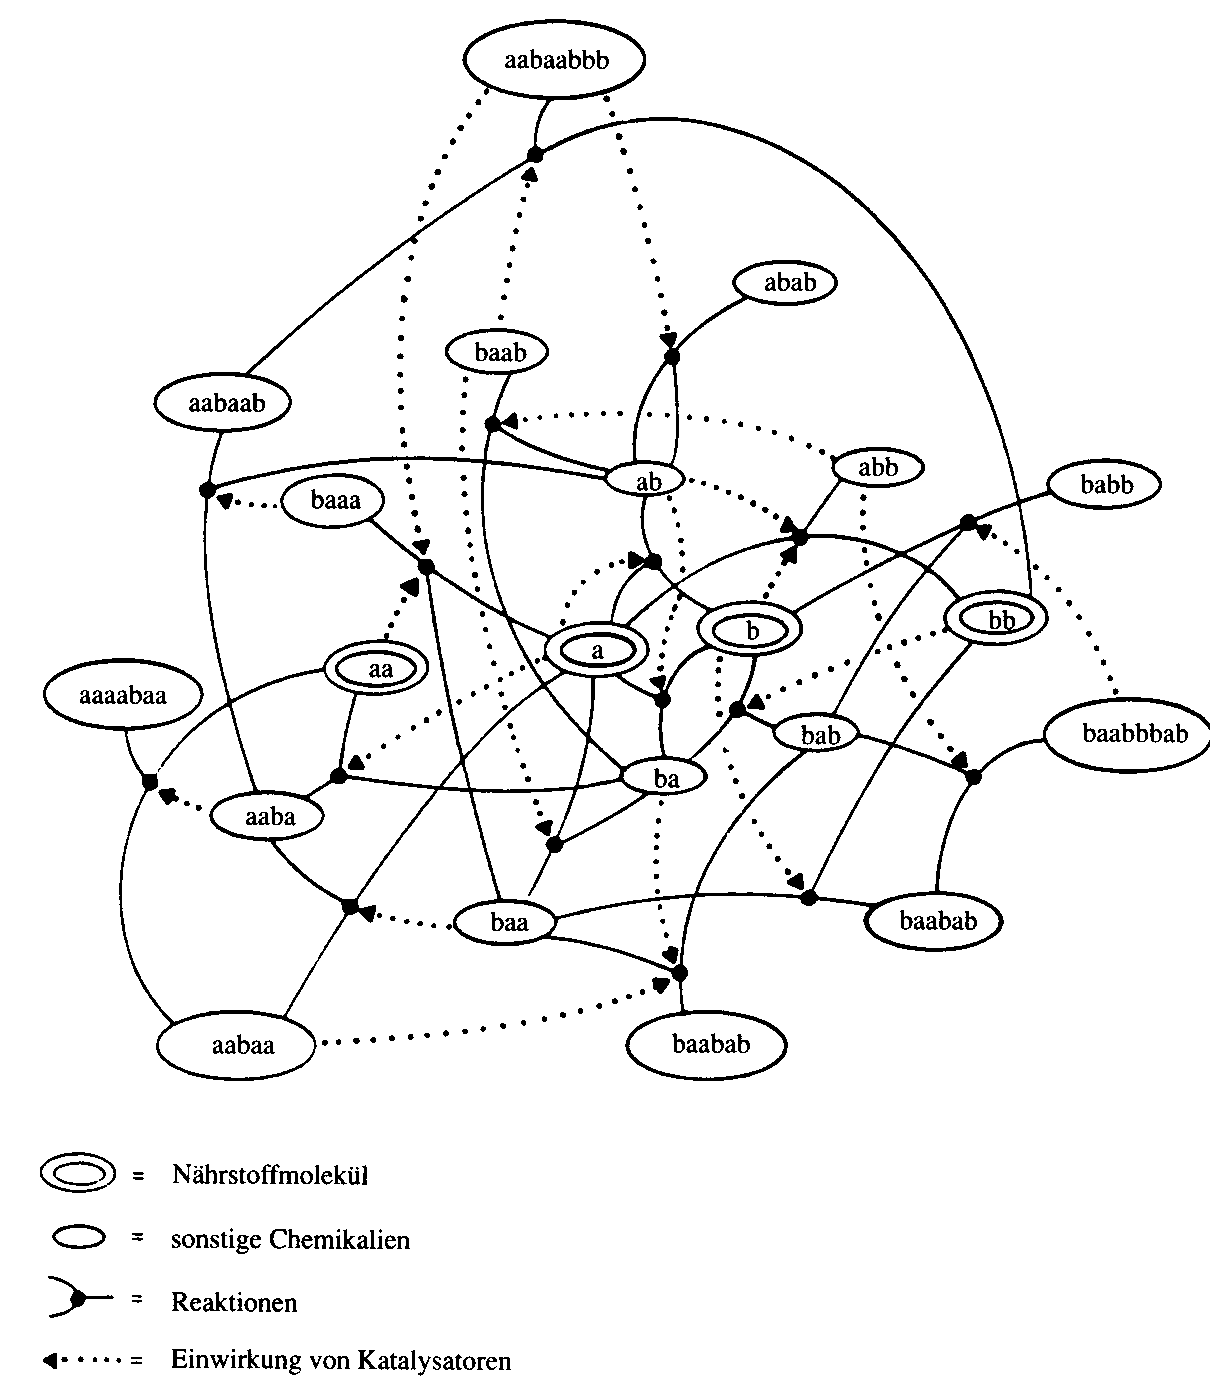 aabaabbb
abab
baab
aabaab
abb
ab
babb
baaa
bb
b
a
aa
aaaabaa
bab
baabbbab
ba
aaba
baa
baabab
aabaa
baabab
= Nährstoffmolekül
= sonstige Chemikalien
= Reaktionen
= Einwirkung von Katalysatoren